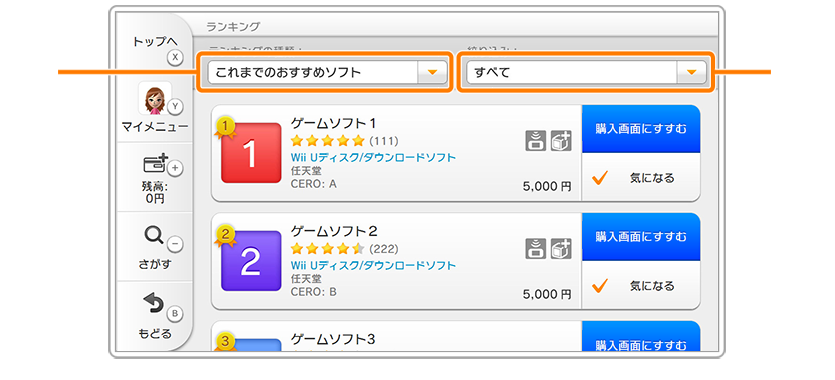 ランキング
トップへ
X
ランキングの種類：
絞り込み：
これまでのおすすめソフト
すべて
Y
マイメニュー
+
残高:
0円
−
さがす
B
もどる
1
1
ゲームソフト1
(111)
Wii Uディスク/ダウンロードソフト
任天堂
CERO: A
5,000 円
購入画面にすすむ
気になる
2
2
ゲームソフト2
(222)
Wii Uディスク/ダウンロードソフト
任天堂
CERO: B
5,000 円
購入画面にすすむ
気になる
3
ゲームソフト3
購入画面にすすむ